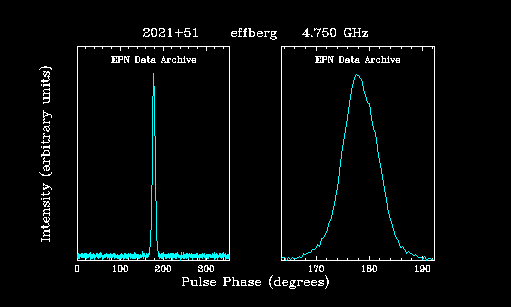 2021+51 effberg 4.750 GHz
EPN Data Archive EPN Data Archive
Intensity (arbitrary units)
0 100 200 300 170 180 190
Pulse Phase (degrees)